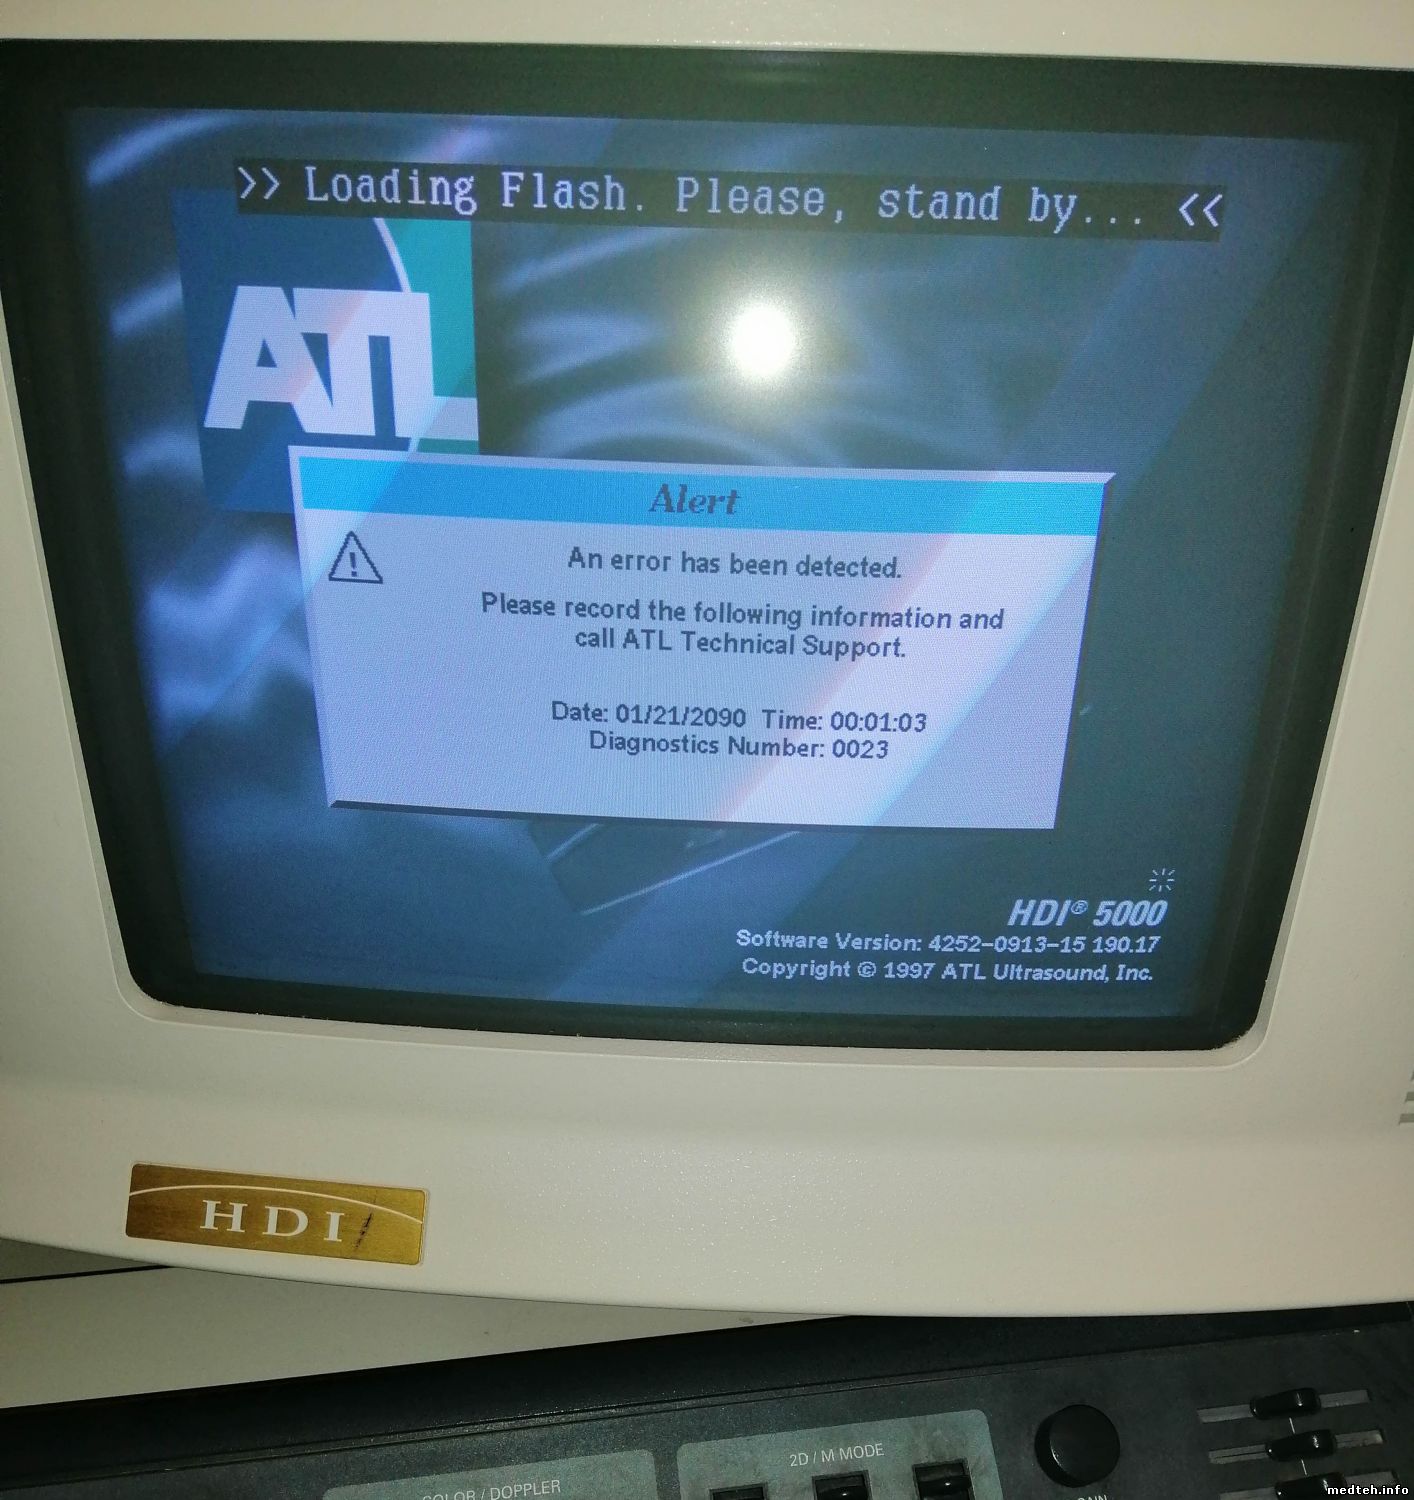 >> Loading Flash. Please, stand by... <<
ATL
Alert
An error has been detected.
Please record the following information and
call ATL Technical Support.
Date: 01/21/2090 Time: 00:01:03
Diagnostics Number: 0023
HDI® 5000
Software Version: 4252-0913-15 190.17
Copyright © 1997 ATL Ultrasound, Inc.
HDI
2D / M MODE
COLOR / DOPPLER
GAIN
medteh.info